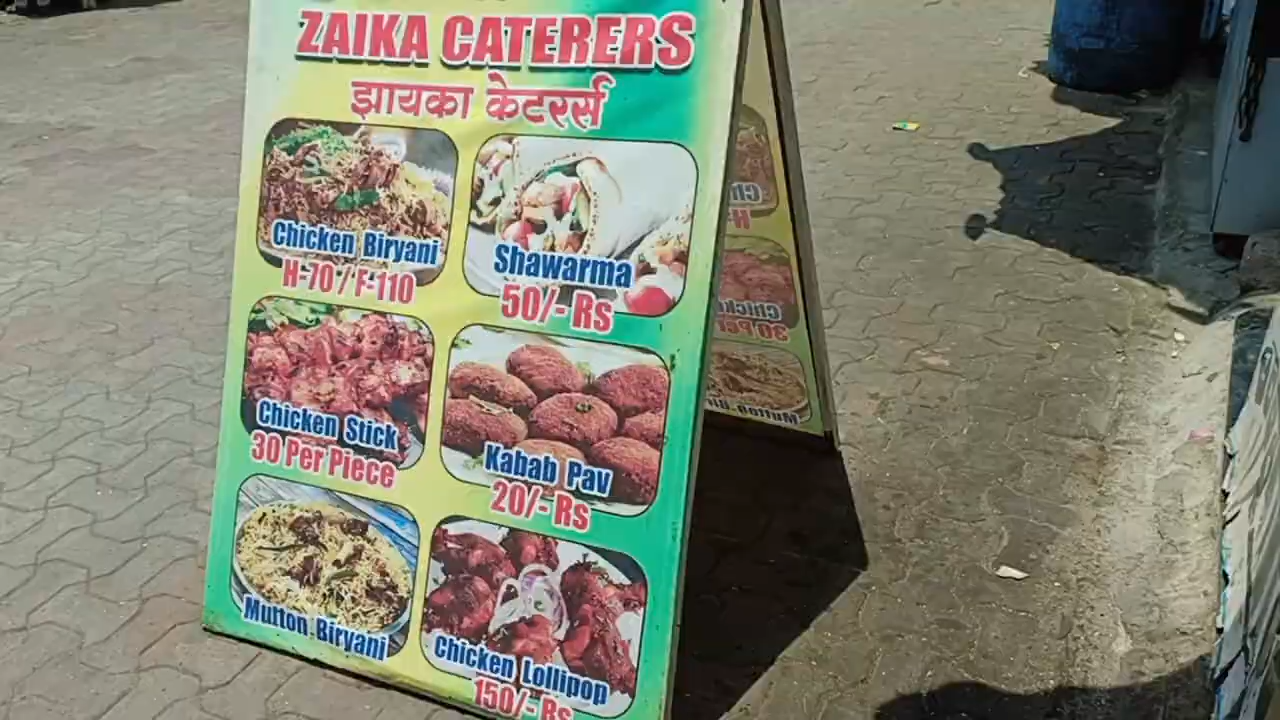 ZAIKA CATERERS
झायका केटरर्स
Chicken Biryani
H-70 / F-110
Shawarma
50/- Rs
Chicken Stick
30 Per Piece
Kabab Pav
20/- Rs
Mutton Biryani
Chicken Lollipop
150/- Rs